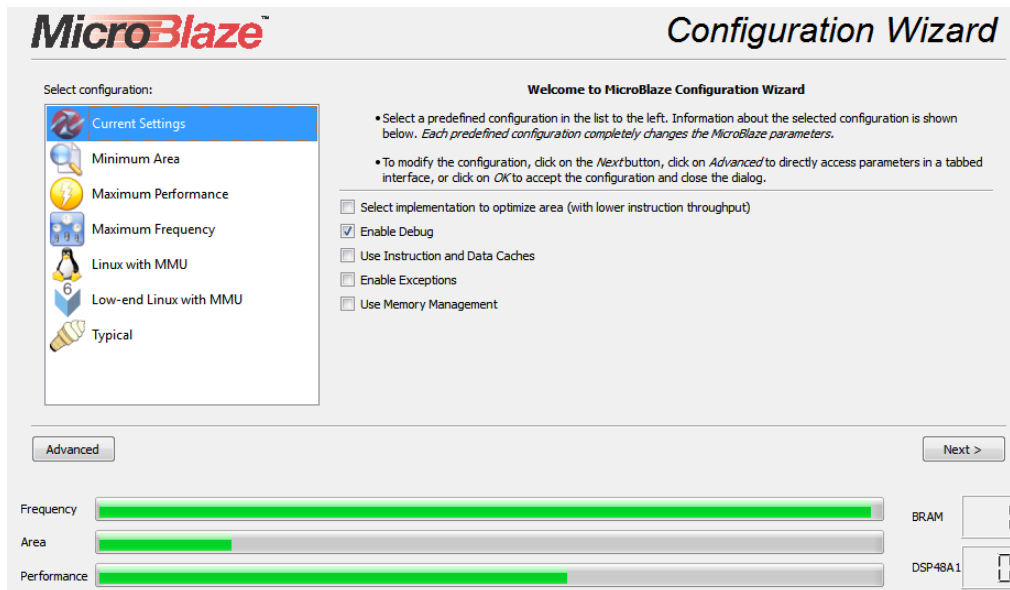 MicroBlaze™
Configuration Wizard
Select configuration:
Current Settings
Minimum Area
Maximum Performance
Maximum Frequency
Linux with MMU
6
Low-end Linux with MMU
Typical
Welcome to MicroBlaze Configuration Wizard
•Select a predefined configuration in the list to the left. Information about the selected configuration is shown
below. Each predefined configuration completely changes the MicroBlaze parameters.
•To modify the configuration, click on the Next button, click on Advanced to directly access parameters in a tabbed
interface, or click on OK to accept the configuration and close the dialog.
Select implementation to optimize area (with lower instruction throughput)
Enable Debug
Use Instruction and Data Caches
Enable Exceptions
Use Memory Management
Advanced
Next >
Frequency
Area
Performance
BRAM
DSP48A1